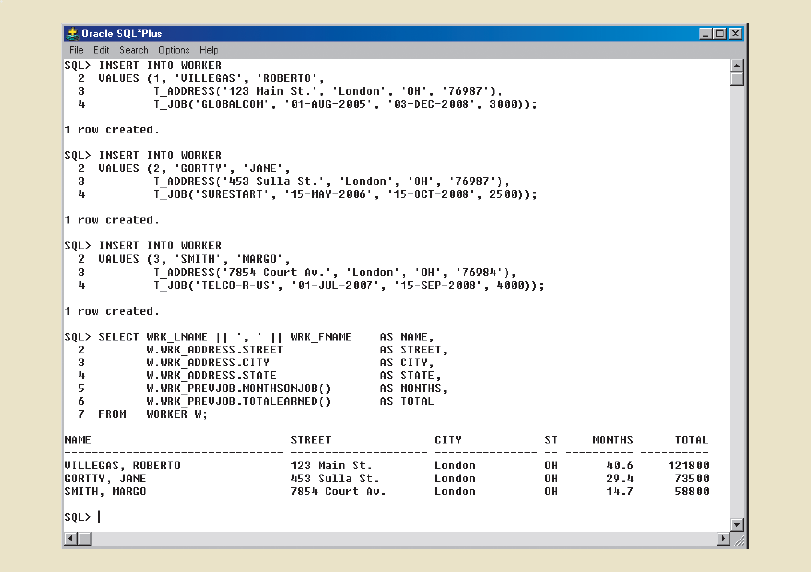 Oracle SQL*Plus
File Edit Search Options Help
SQL> INSERT INTO WORKER
2 VALUES (1, 'VILLEGAS', 'ROBERTO',
3 T_ADDRESS('123 Main St.', 'London', 'OH', '76987'),
4 T_JOB('GLOBALCOM', '01-AUG-2005', '03-DEC-2008', 3000));
1 row created.
SQL> INSERT INTO WORKER
2 VALUES (2, 'GORTTY', 'JANE',
3 T_ADDRESS('453 Sulla St.', 'London', 'OH', '76987'),
4 T_JOB('SURESTART', '15-MAY-2006', '15-OCT-2008', 2500));
1 row created.
SQL> INSERT INTO WORKER
2 VALUES (3, 'SMITH', 'MARGO',
3 T_ADDRESS('7854 Court Av.', 'London', 'OH', '76984'),
4 T_JOB('TELCO-R-US', '01-JUL-2007', '15-SEP-2008', 4000));
1 row created.
SQL> SELECT WRK_LNAME || ', ' || WRK_FNAME AS NAME,
2 W.WRK_ADDRESS.STREET AS STREET,
3 W.WRK_ADDRESS.CITY AS CITY,
4 W.WRK_ADDRESS.STATE AS STATE,
5 W.WRK_PREVJOB.MONTHSONJOB() AS MONTHS,
6 W.WRK_PREVJOB.TOTALEARNED() AS TOTAL
7 FROM WORKER W;
NAME STREET CITY ST MONTHS TOTAL
VILLEGAS, ROBERTO 123 Main St. London OH 40.6 121800
GORTTY, JANE 453 Sulla St. London OH 29.4 73500
SMITH, MARGO 7854 Court Av. London OH 14.7 58800
SQL>